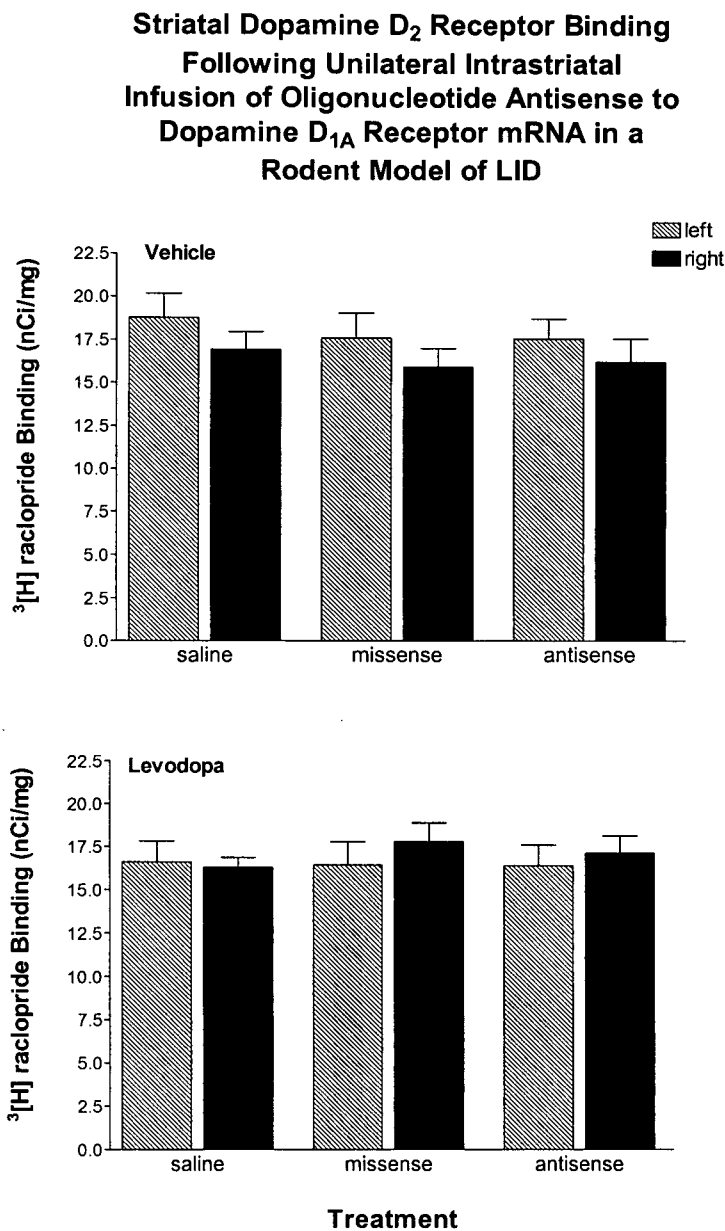 Striatal Dopamine D₂ Receptor Binding
Following Unilateral Intrastriatal
Infusion of Oligonucleotide Antisense to
Dopamine D₁A Receptor mRNA in a
Rodent Model of LID
left
right
Vehicle
³[H] raclopride Binding (nCi/mg)
22.5
20.0
17.5
15.0
12.5
10.0
7.5
5.0
2.5
0.0
saline missense antisense
Levodopa
³[H] raclopride Binding (nCi/mg)
22.5
20.0
17.5
15.0
12.5
10.0
7.5
5.0
2.5
0.0
saline missense antisense
Treatment